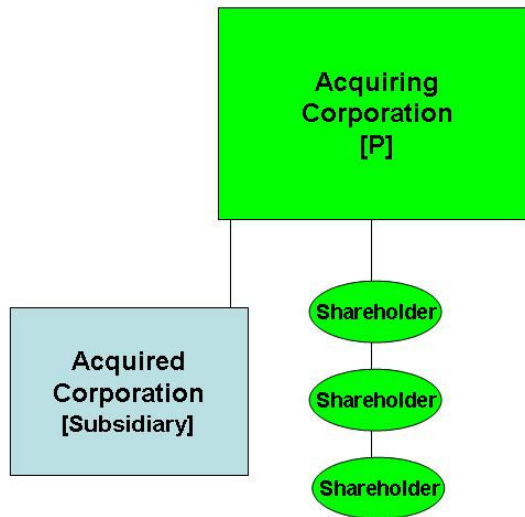 Acquiring
Corporation
[P]
Shareholder
Acquired
Corporation
[Subsidiary]
Shareholder
Shareholder